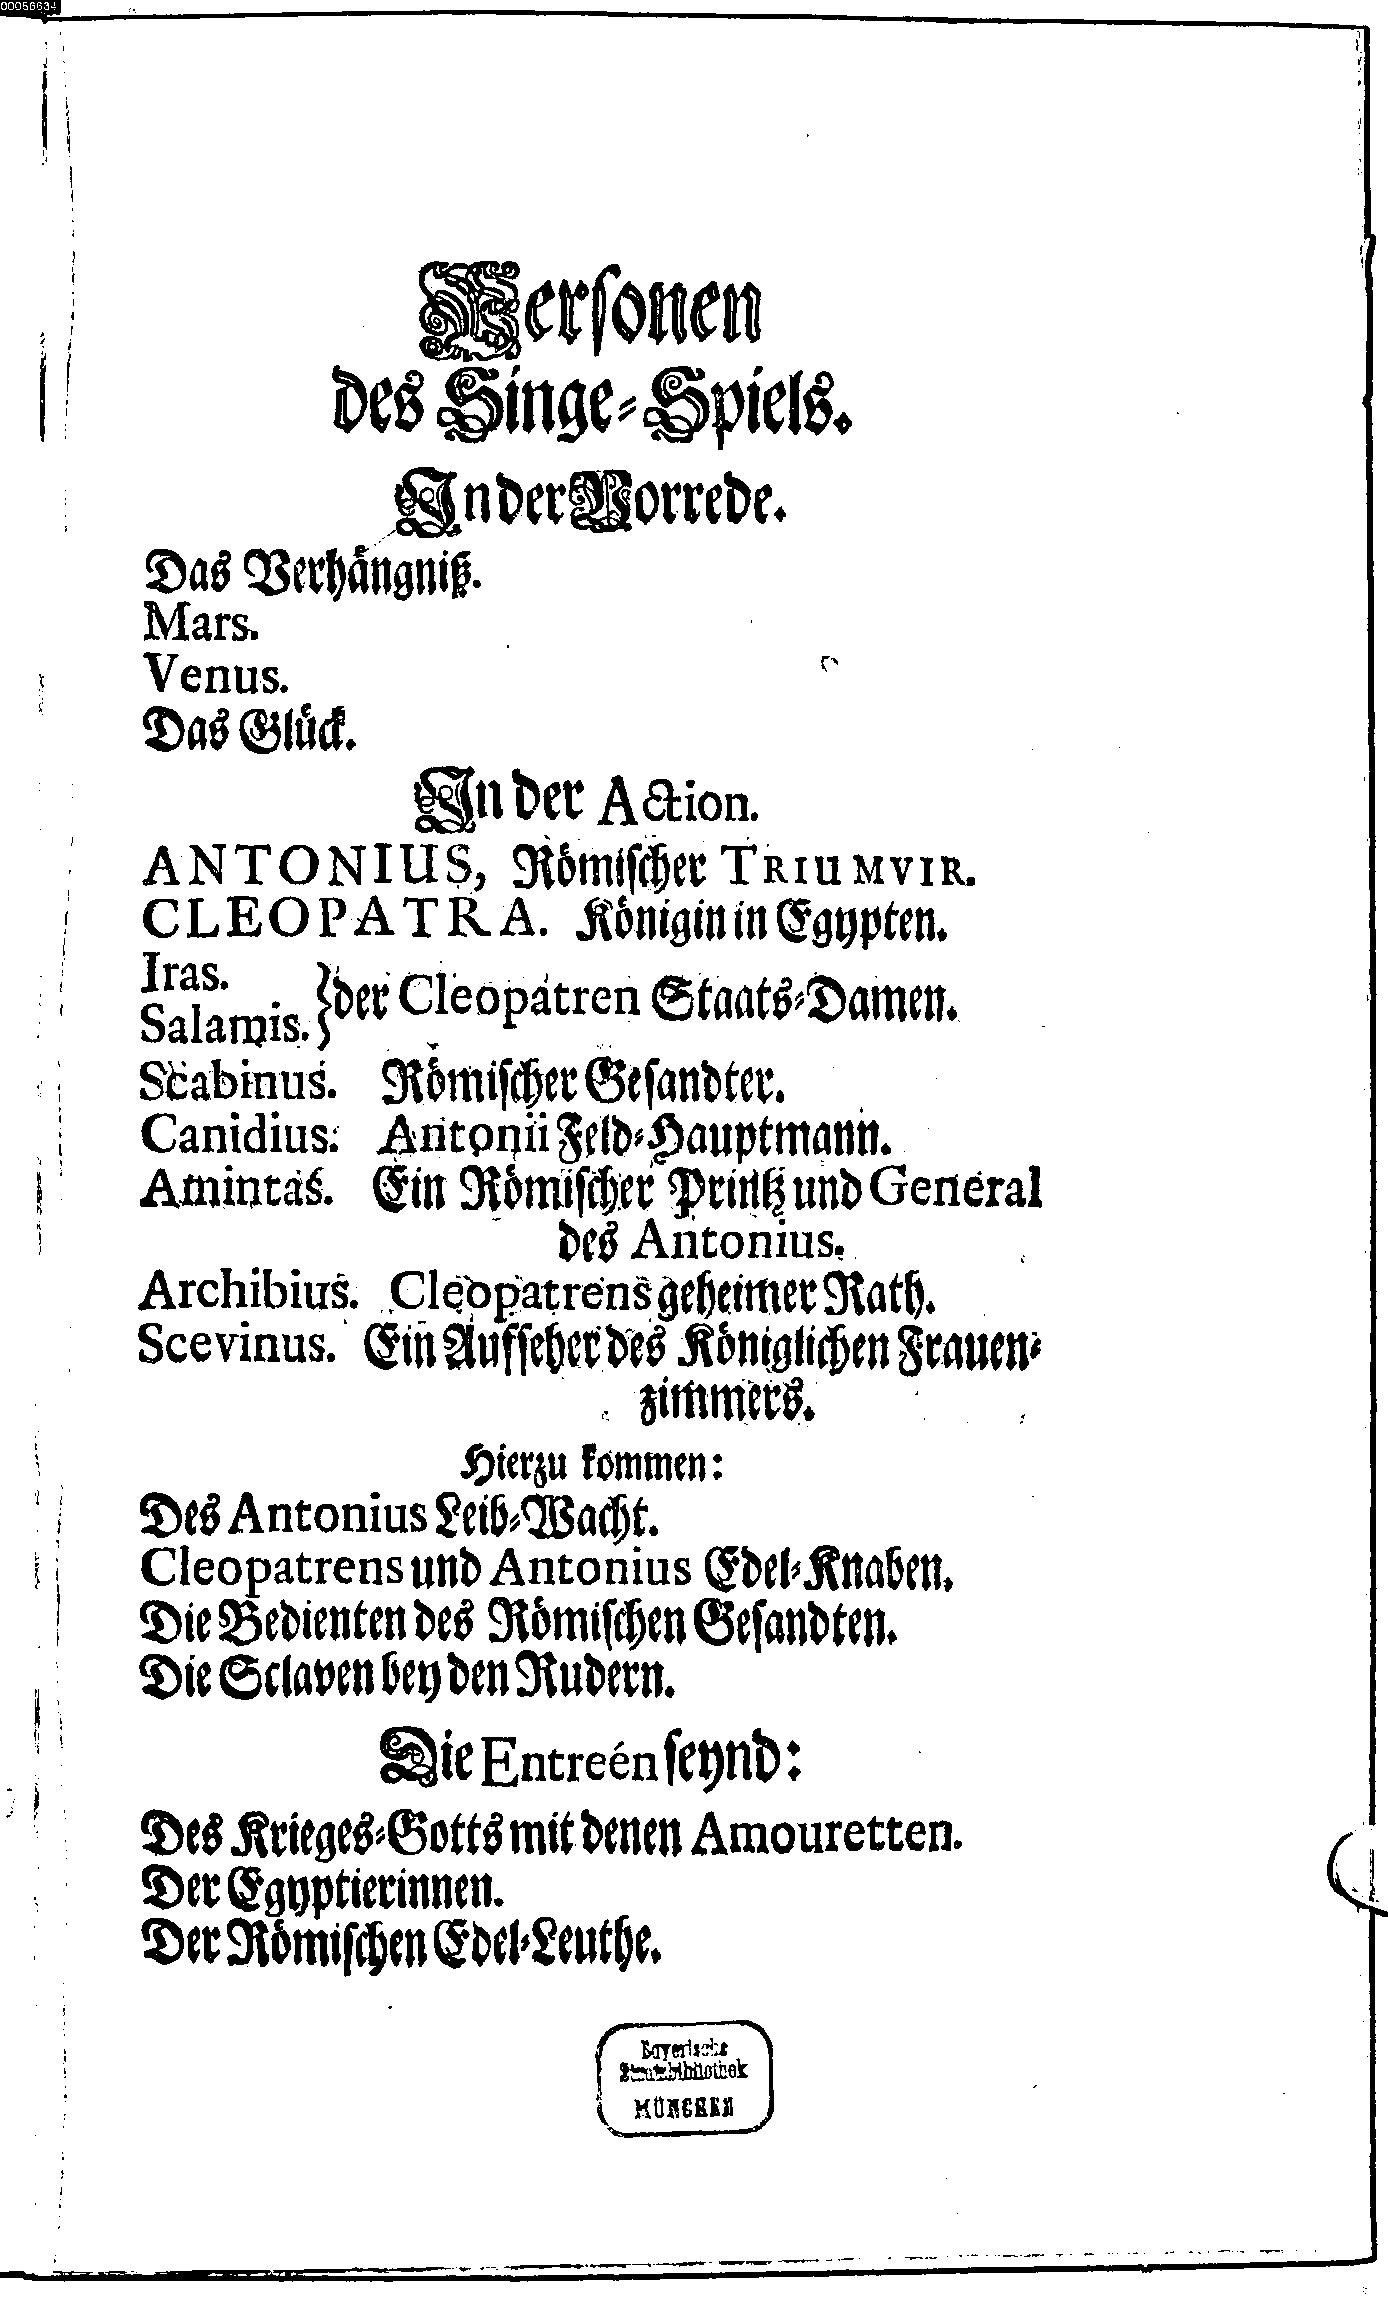 00056634
Personen
des Singe-Spiels.
In der Vorrede.
Das Verhängniß.
Mars.
Venus.
Das Glück.
In der Action.
ANTONIUS, Römischer TRIUMVIR.
CLEOPATRA. Königin in Egypten.
Iras.
Salamis. } der Cleopatren Staats-Damen.
Scabinus. Römischer Gesandter.
Canidius. Antonii Feld-Hauptmann.
Amintas. Ein Römischer Printz und General
des Antonius.
Archibius. Cleopatrens geheimer Rath.
Scevinus. Ein Aufseher des Königlichen Frauen-
zimmers.
Hierzu kommen:
Des Antonius Leib-Wacht.
Cleopatrens und Antonius Edel-Knaben.
Die Bedienten des Römischen Gesandten.
Die Sclaven bey den Rudern.
Die Entreén seynd:
Des Krieges-Gotts mit denen Amouretten.
Der Egyptierinnen.
Der Römischen Edel-Leuthe.
Bayerische
Staatsbibliothek
MÜNCHEN